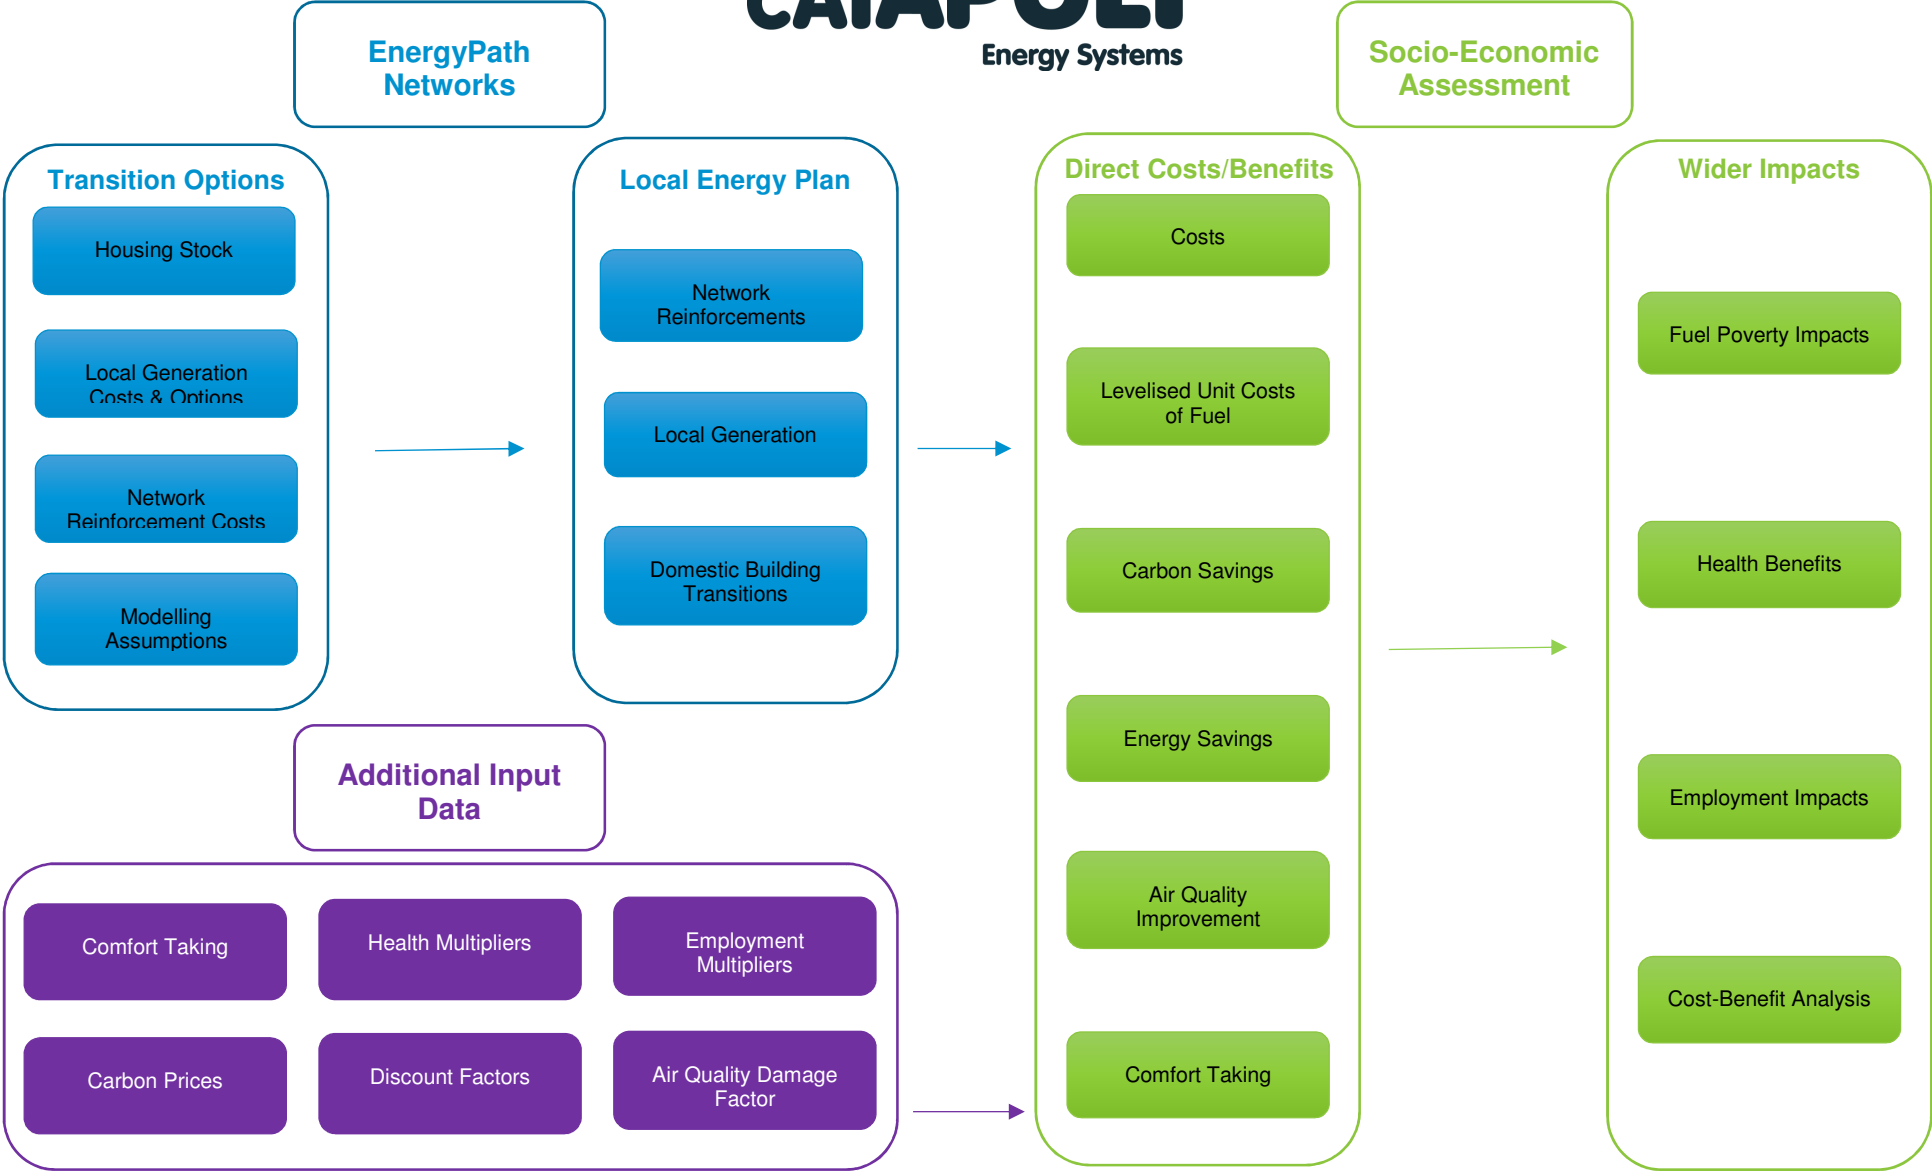 CATAPULT
Energy Systems
EnergyPath
Networks
Socio-Economic
Assessment
Transition Options
Housing Stock
Local Generation
Costs & Options
Network
Reinforcement Costs
Modelling
Assumptions
Local Energy Plan
Network
Reinforcements
Local Generation
Domestic Building
Transitions
Additional Input
Data
Comfort Taking
Health Multipliers
Employment
Multipliers
Carbon Prices
Discount Factors
Air Quality Damage
Factor
Direct Costs/Benefits
Costs
Levelised Unit Costs
of Fuel
Carbon Savings
Energy Savings
Air Quality
Improvement
Comfort Taking
Wider Impacts
Fuel Poverty Impacts
Health Benefits
Employment Impacts
Cost-Benefit Analysis